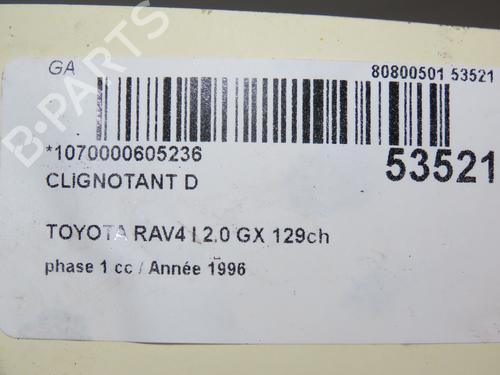 B-PARTS
GA
80800501 53521
*1070000605236
53521
CLIGNOTANT D
TOYOTA RAV4 I 2.0 GX 129ch
phase 1 cc / Année 1996